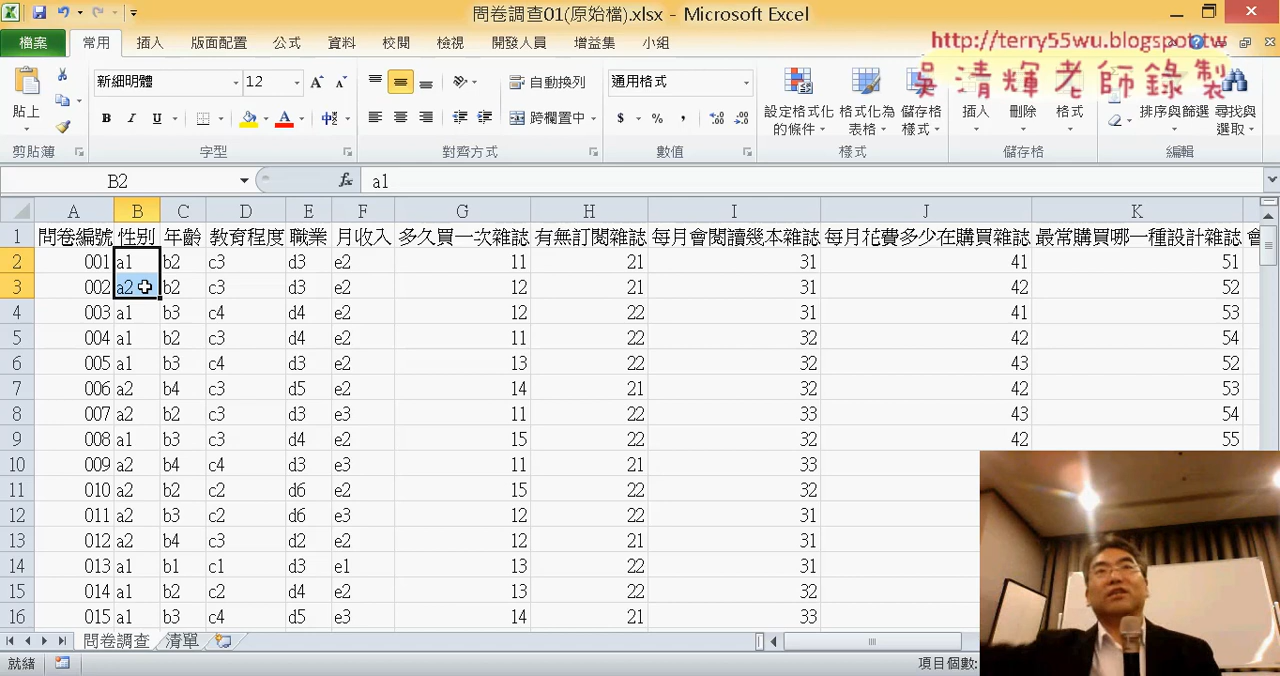 問卷調查01(原始檔).xlsx - Microsoft Excel
檔案 常用 插入 版面配置 公式 資料 校閱 檢視 開發人員 增益集 小組
http://terry55wu.blogspot.tw
吳清輝老師錄製
新細明體 12 自動換列 通用格式
貼上 B I U A 中 跨欄置中 $ % , 設定格式化的條件 格式化為表格 儲存格樣式 插入 刪除 格式 排序與篩選 尋找與選取
剪貼簿 字型 對齊方式 數值 樣式 儲存格 編輯
B2 fx a1
A B C D E F G H I J K
1 問卷編號 性別 年齡 教育程度 職業 月收入 多久買一次雜誌 有無訂閱雜誌 每月會閱讀幾本雜誌 每月花費多少在購買雜誌 最常購買哪一種設計雜誌 會
2 001 a1 b2 c3 d3 e2 11 21 31 41 51
3 002 a2 b2 c3 d3 e2 12 21 31 42 52
4 003 a1 b3 c4 d4 e2 12 22 31 41 53
5 004 a1 b2 c3 d4 e2 11 22 32 42 54
6 005 a1 b3 c4 d3 e2 13 22 32 43 52
7 006 a2 b4 c3 d5 e2 14 21 32 42 53
8 007 a2 b2 c3 d3 e3 11 22 33 43 54
9 008 a1 b3 c3 d4 e2 15 22 32 42 55
10 009 a2 b4 c4 d3 e3 11 21 33
11 010 a2 b2 c2 d6 e2 15 22 32
12 011 a2 b3 c2 d6 e3 12 22 31
13 012 a2 b4 c3 d2 e2 12 21 31
14 013 a1 b1 c1 d3 e1 13 22 31
15 014 a1 b2 c2 d4 e2 13 22 32
16 015 a1 b3 c4 d5 e3 14 21 33
問卷調查 清單
就緒 項目個數: